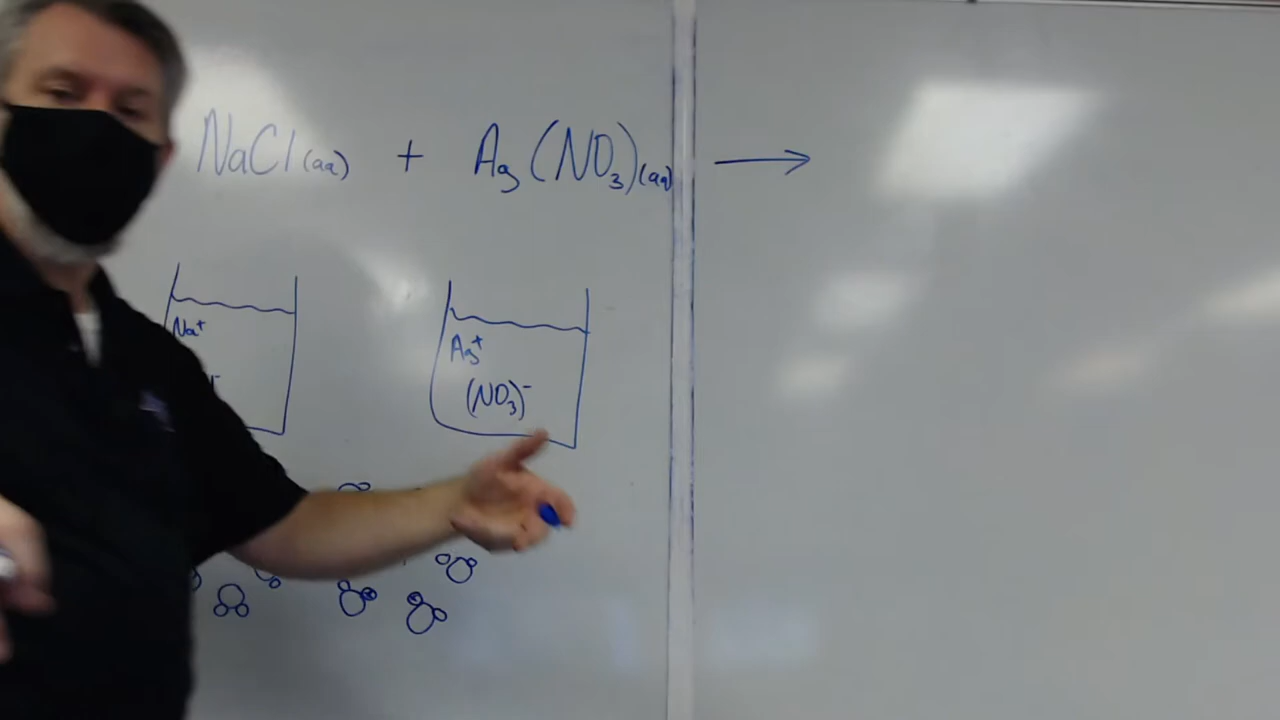 NaCl(aq) + Ag(NO₃)(aq) →
Na⁺
Ag⁺
(NO₃)⁻